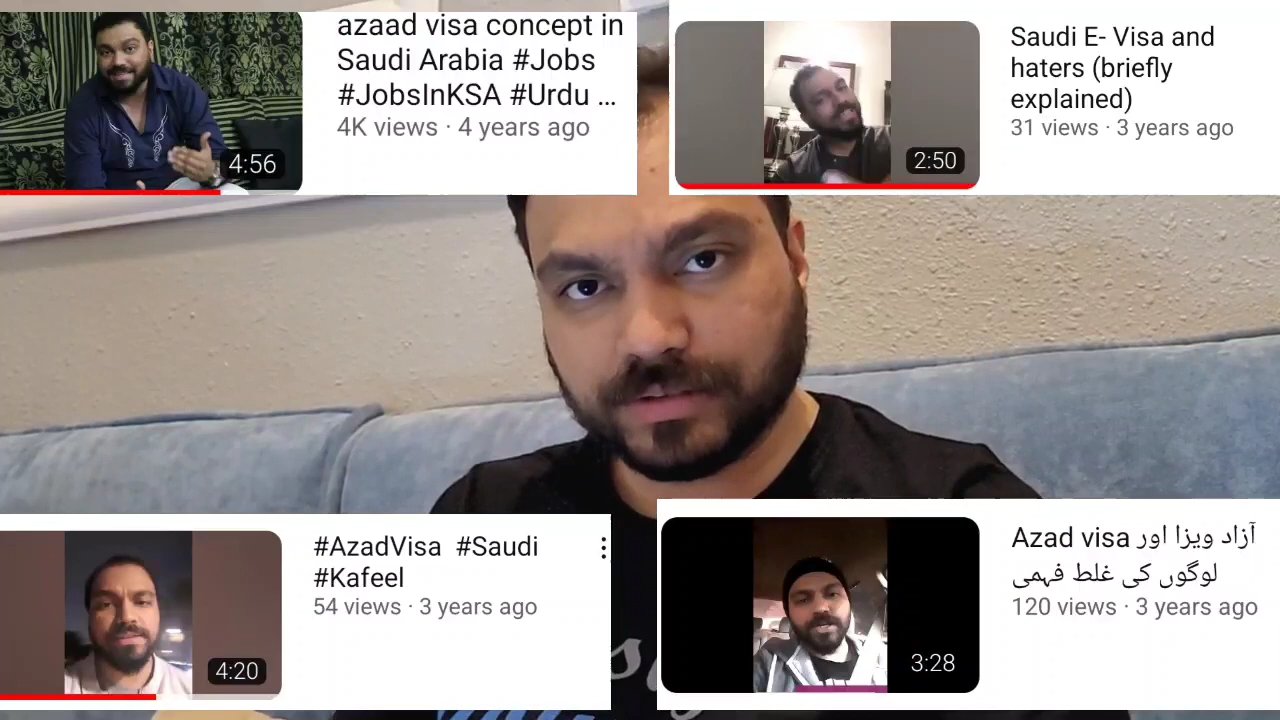 azaad visa concept in
Saudi Arabia #Jobs
#JobsInKSA #Urdu ...
4K views · 4 years ago
4:56
Saudi E- Visa and
haters (briefly
explained)
31 views · 3 years ago
2:50
#AzadVisa #Saudi
#Kafeel
54 views · 3 years ago
4:20
Azad visa آزاد ویزا اور
لوگوں کی غلط فہمی
120 views · 3 years ago
3:28